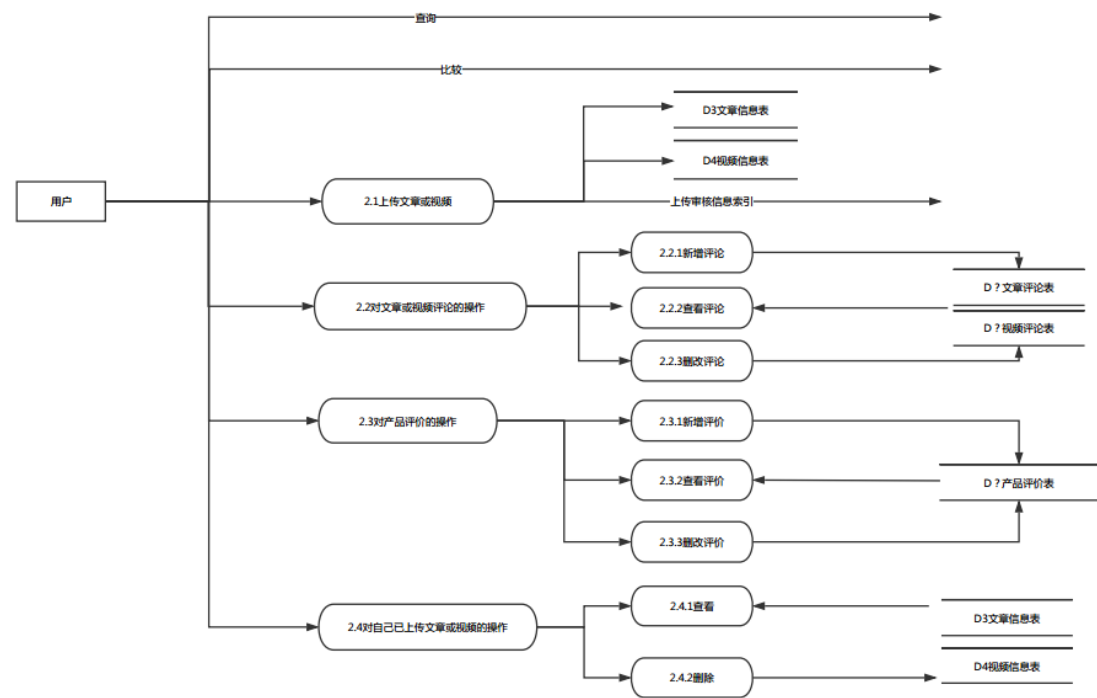 查询
比较
D3文章信息表
D4视频信息表
用户
2.1上传文章或视频
上传审核信息索引
2.2.1新增评论
D？文章评论表
2.2对文章或视频评论的操作
2.2.2查看评论
D？视频评论表
2.2.3删改评论
2.3对产品评价的操作
2.3.1新增评价
2.3.2查看评价
D？产品评价表
2.3.3删改评价
2.4.1查看
D3文章信息表
2.4对自己已上传文章或视频的操作
D4视频信息表
2.4.2删除